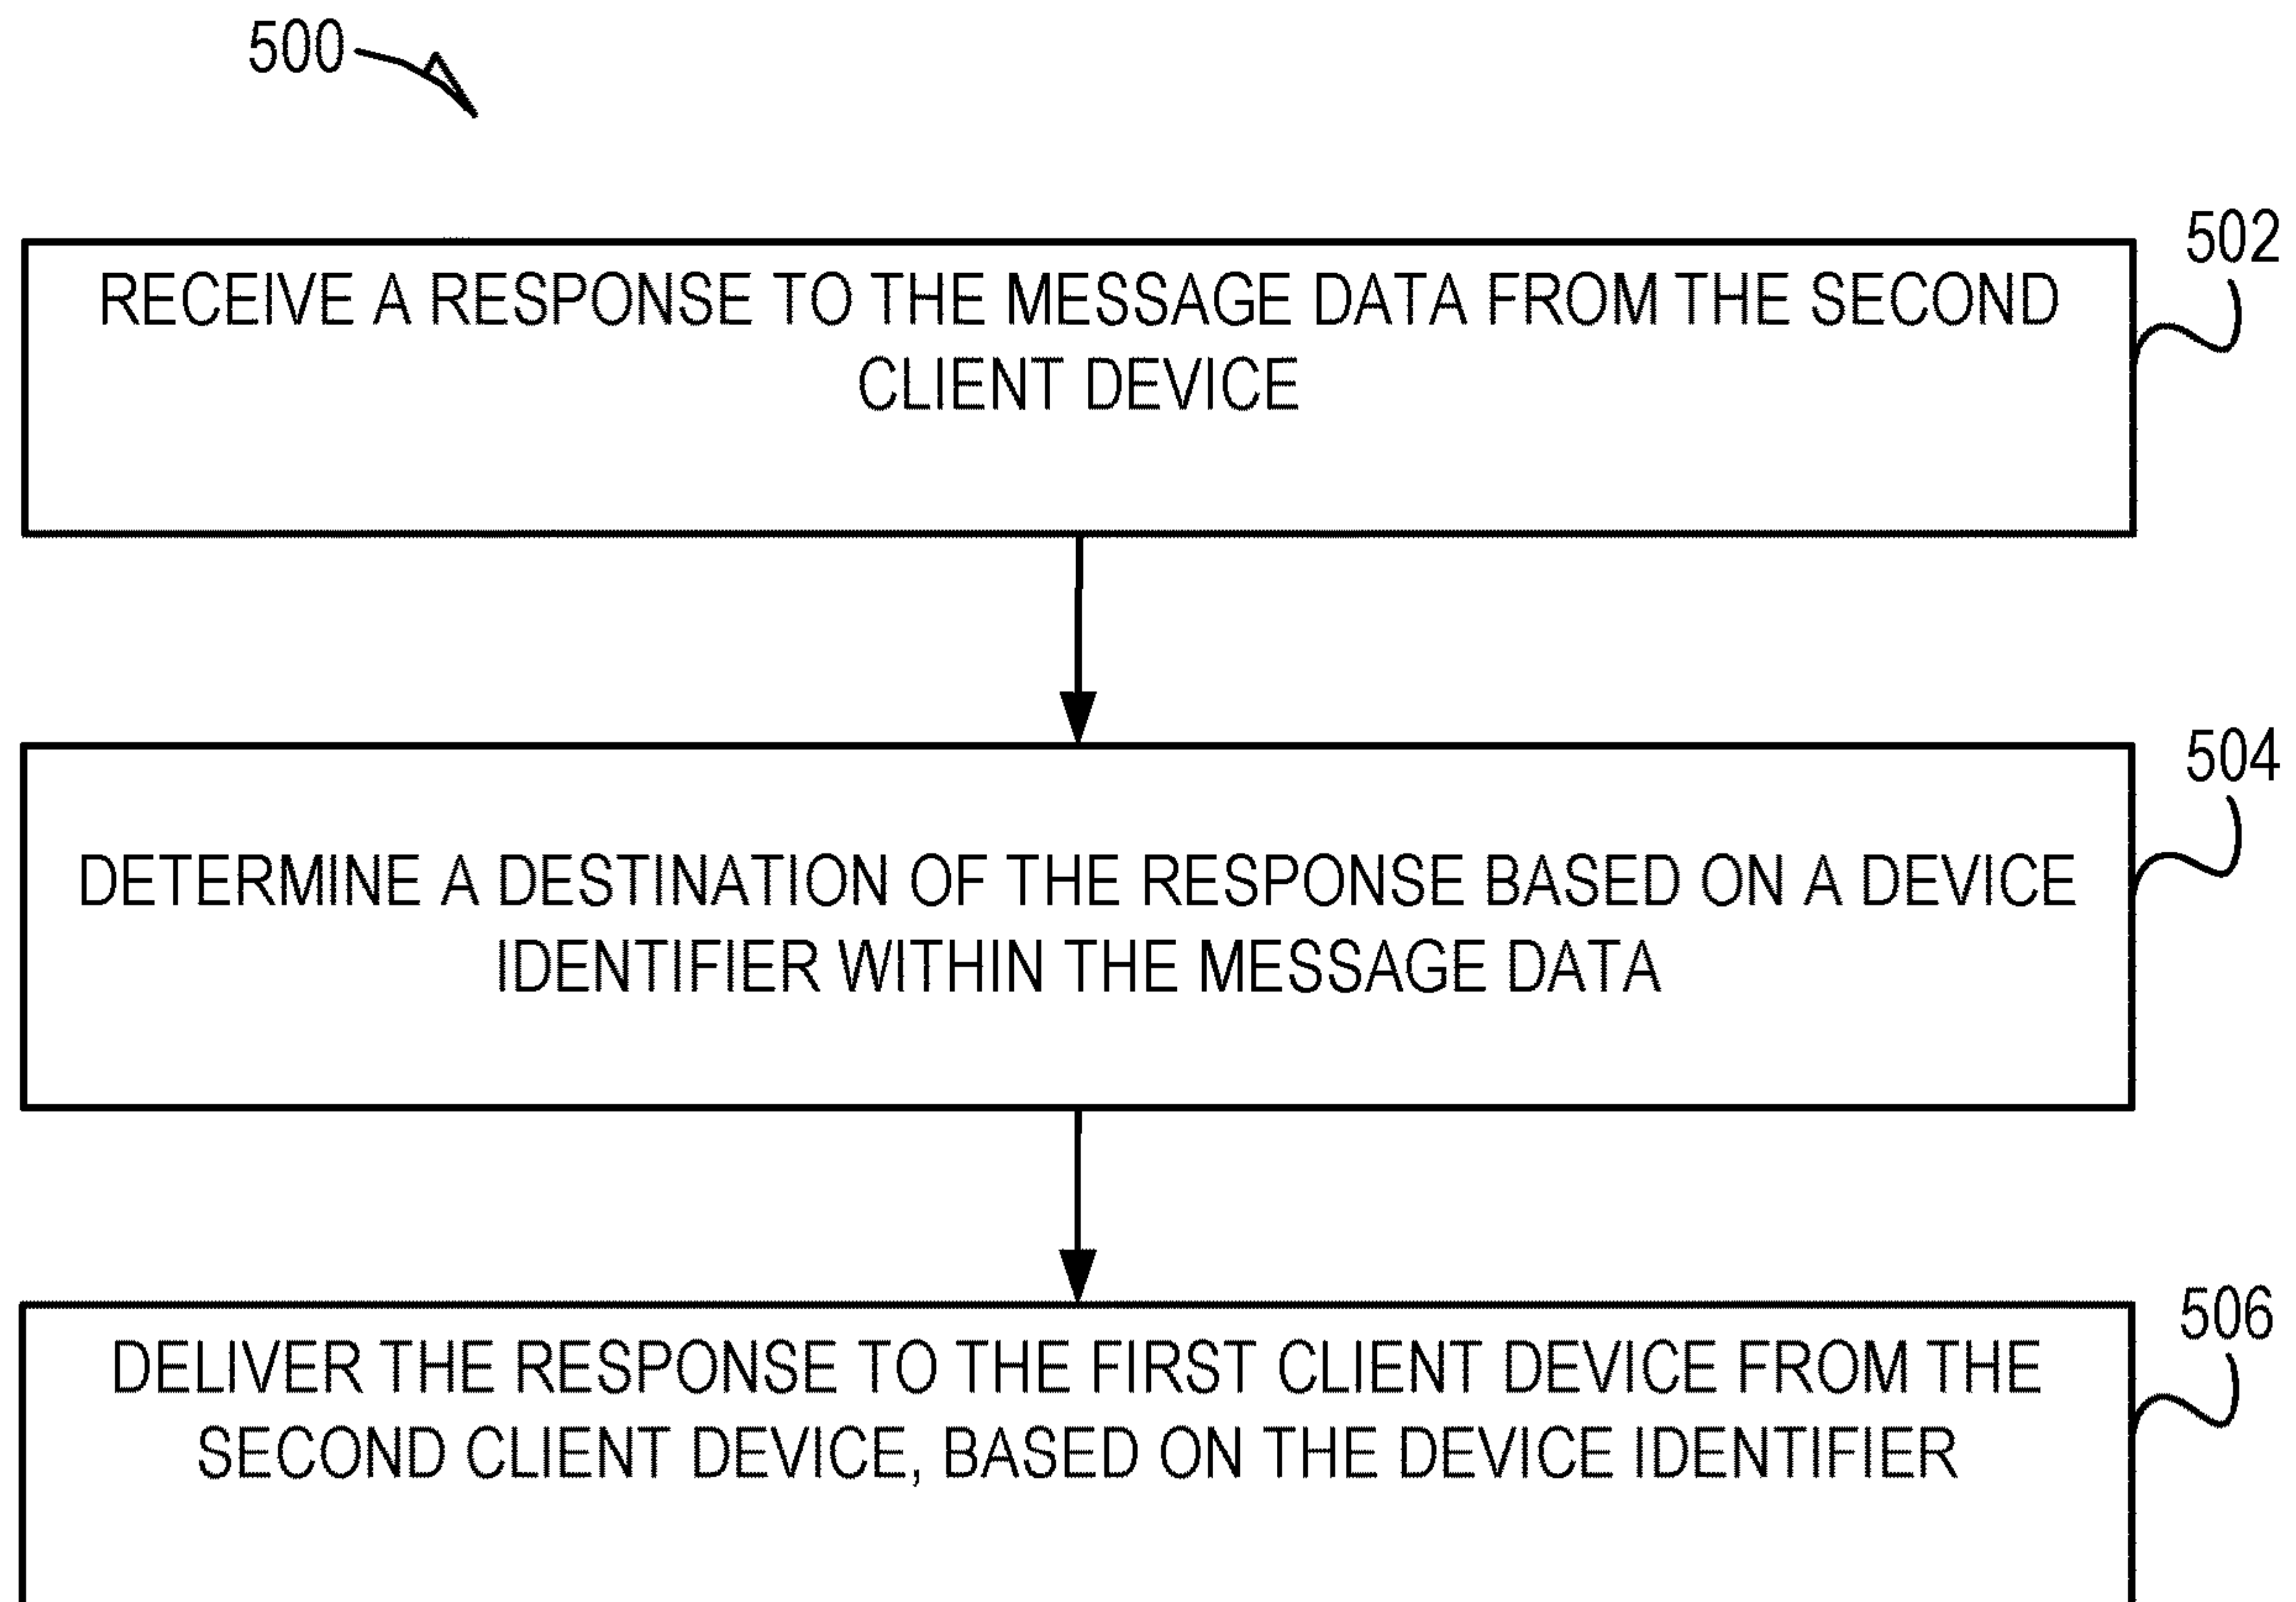 500
502
RECEIVE A RESPONSE TO THE MESSAGE DATA FROM THE SECOND
CLIENT DEVICE
504
DETERMINE A DESTINATION OF THE RESPONSE BASED ON A DEVICE
IDENTIFIER WITHIN THE MESSAGE DATA
506
DELIVER THE RESPONSE TO THE FIRST CLIENT DEVICE FROM THE
SECOND CLIENT DEVICE, BASED ON THE DEVICE IDENTIFIER